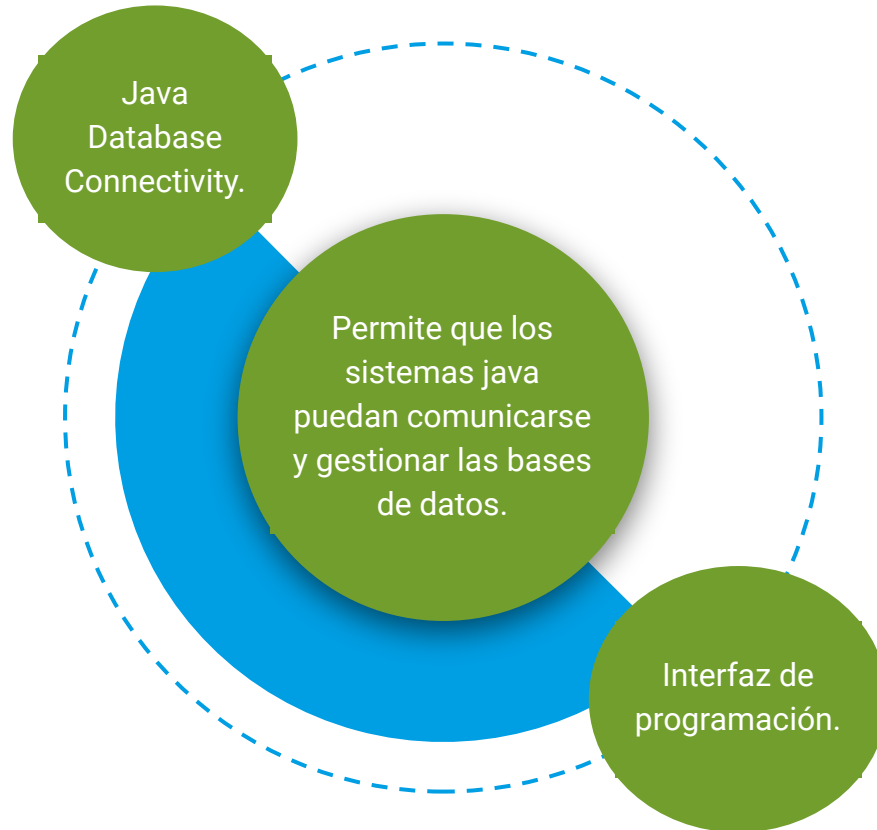 Java
Database
Connectivity.
Permite que los
sistemas java
puedan comunicarse
y gestionar las bases
de datos.
Interfaz de
programación.